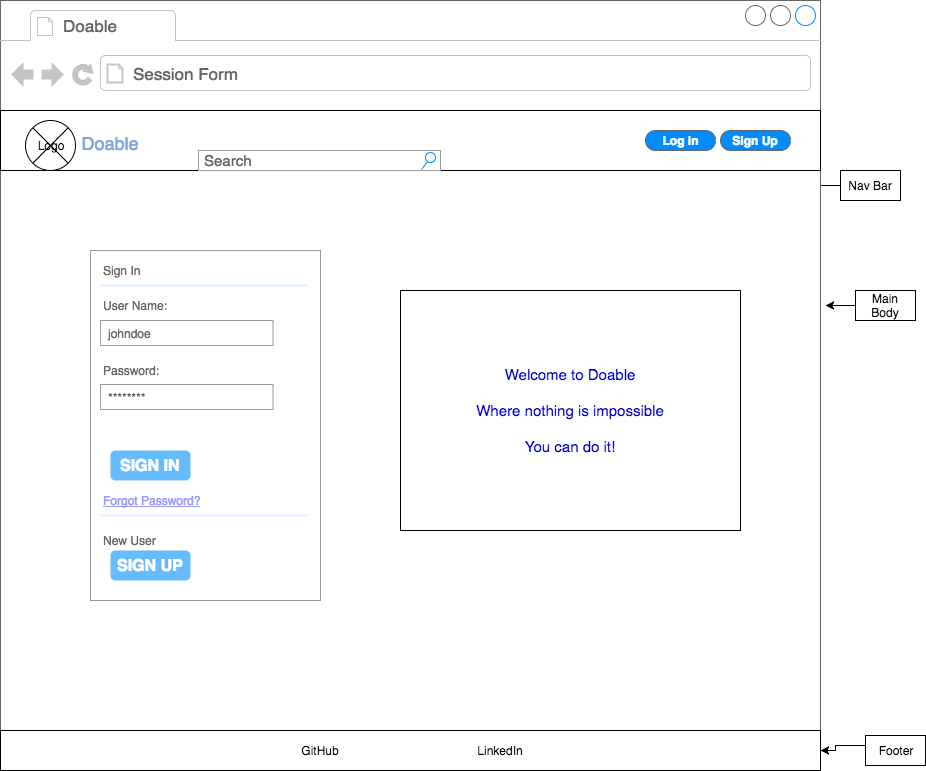 Doable
Session Form
Logo
Doable
Search
Log In
Sign Up
Nav Bar
Sign In
User Name:
johndoe
Password:
********
SIGN IN
Forgot Password?
New User
SIGN UP
Welcome to Doable
Where nothing is impossible
You can do it!
Main
Body
GitHub
LinkedIn
Footer